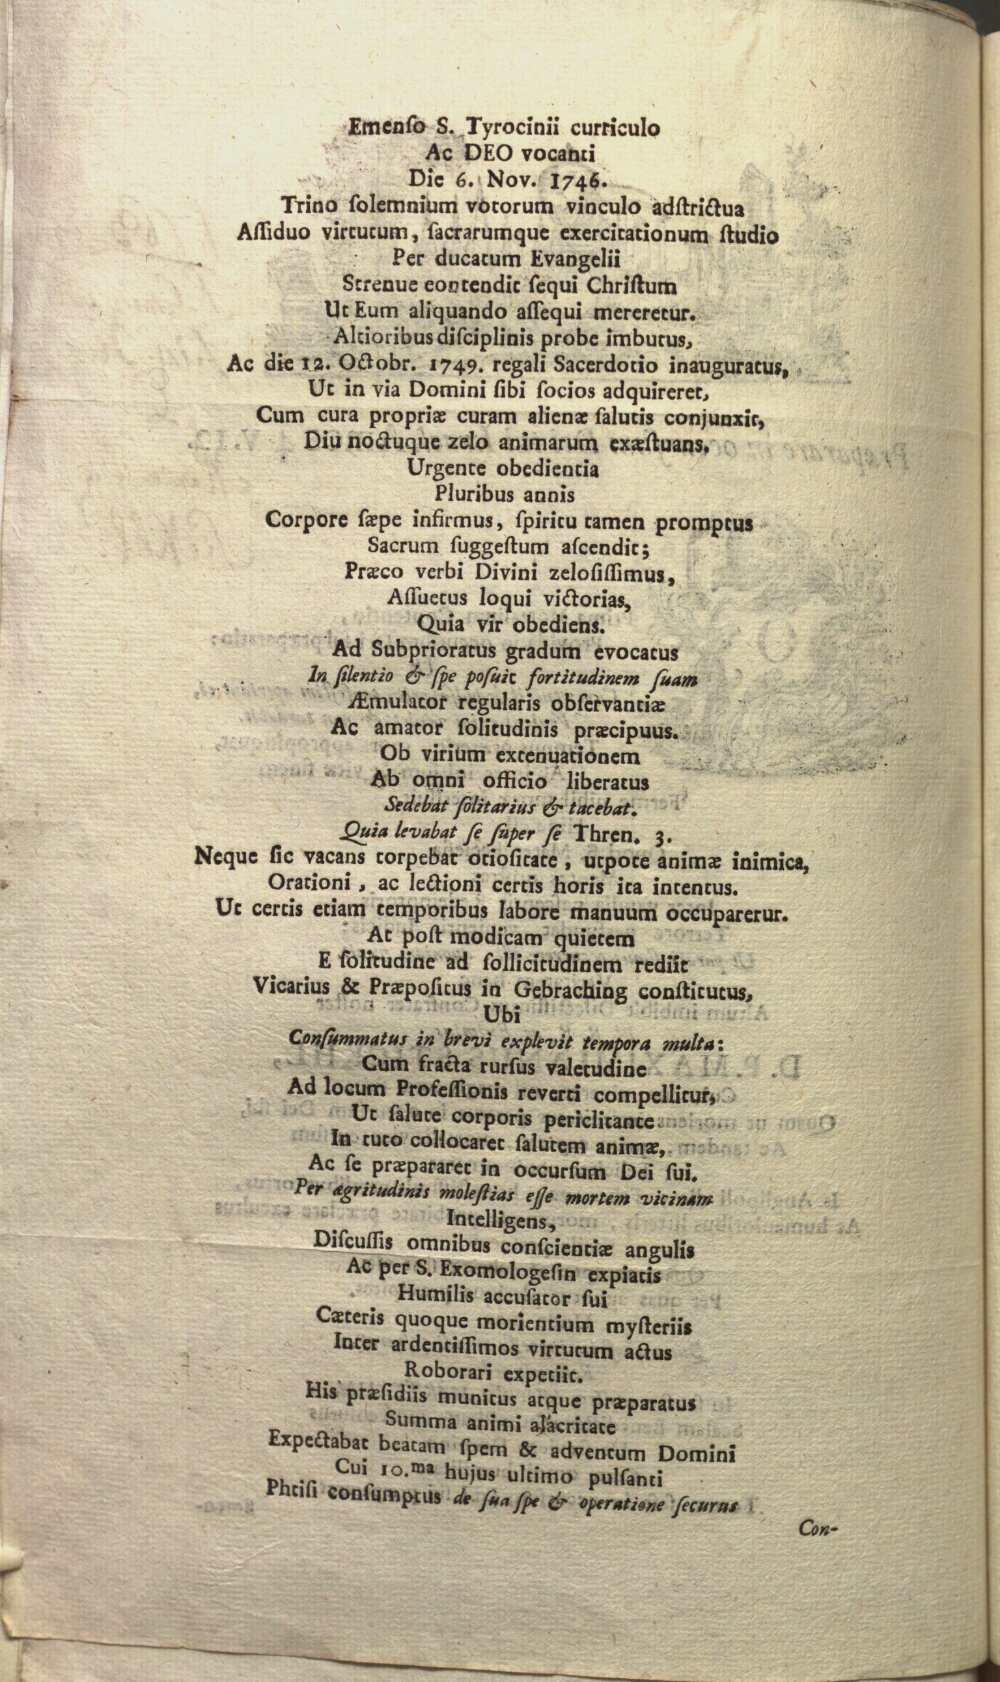 Emenſo S. Tyrocinii curriculo
Ac DEO vocanti
Die 6. Nov. 1746.
Trino ſolemnium votorum vinculo adſtrictua
Aſſiduo virtutum, ſacrarumque exercitationum ſtudio
Per ducatum Evangelii
Strenue contendit ſequi Chriſtum
Ut Eum aliquando aſſequi mereretur.
Altioribus diſciplinis probe imbutus,
Ac die 12. Octobr. 1749. regali Sacerdotio inauguratus,
Ut in via Domini ſibi ſocios adquireret,
Cum cura propriæ curam alienæ ſalutis conjunxit,
Diu noctuque zelo animarum exæſtuans.
Urgente obedientia
Pluribus annis
Corpore ſæpe infirmus, ſpiritu tamen promptus
Sacrum ſuggeſtum aſcendit;
Præco verbi Divini zeloſiſſimus,
Aſſuetus loqui victorias,
Quia vir obediens.
Ad Subprioratus gradum evocatus
In ſilentio & ſpe poſuit fortitudinem ſuam
Æmulator regularis obſervantiæ
Ac amator ſolitudinis præcipuus.
Ob virium extenuationem
Ab omni officio liberatus
Sedebat ſolitarius & tacebat.
Quia levabat ſe ſuper ſe Thren. 3.
Neque ſic vacans torpebat otioſitate, utpote animæ inimica,
Orationi, ac lectioni certis horis ita intentus.
Ut certis etiam temporibus labore manuum occuparerur.
At poſt modicam quietem
E ſolitudine ad ſollicitudinem rediit
Vicarius & Præpoſitus in Gebraching conſtitutus,
Ubi
Conſummatus in brevi explevit tempora multa:
Cum fracta rurſus valetudine
Ad locum Profeſſionis reverti compellitur,
Ut ſalute corporis periclitante
In tuto collocaret ſalutem animæ,
Ac ſe præpararet in occurſum Dei ſui.
Per ægritudinis moleſtias eſſe mortem vicinam
Intelligens,
Diſcuſſis omnibus conſcientiæ angulis
Ac per S. Exomologeſin expiatis
Humilis accuſator ſui
Cæteris quoque morientium myſteriis
Inter ardentiſſimos virtutum actus
Roborari expetiit.
His præſidiis munitus atque præparatus
Summa animi alacritate
Expectabat beatam ſpem & adventum Domini
Cui 10.ma hujus ultimo pulſanti
Phtiſi conſumptus de ſua ſpe & operatione ſecurus
Con-